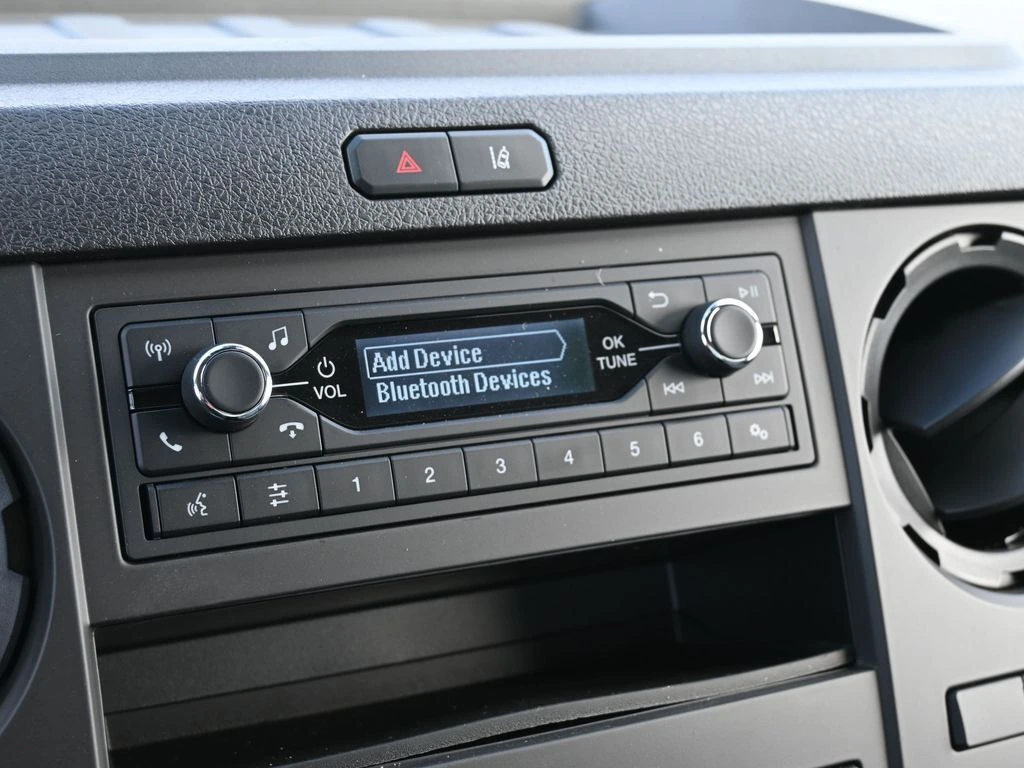 Add Device
Bluetooth Devices
VOL
OK
TUNE
1
2
3
4
5
6